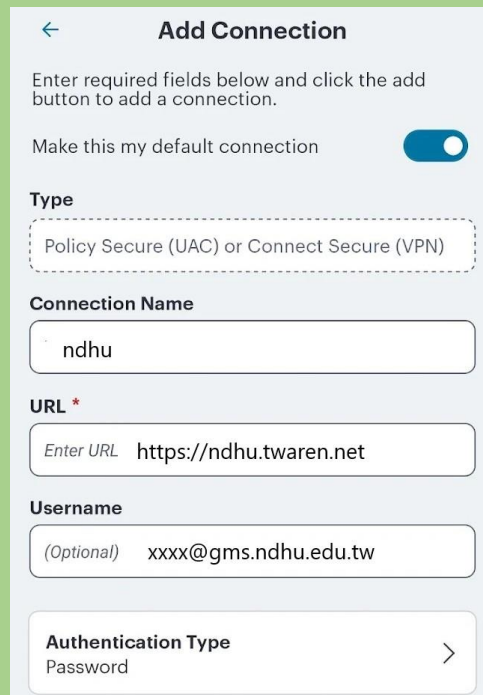 Add Connection
Enter required fields below and click the add
button to add a connection.
Make this my default connection
Type
Policy Secure (UAC) or Connect Secure (VPN)
Connection Name
ndhu
URL *
Enter URL https://ndhu.twaren.net
Username
(Optional) xxxx@gms.ndhu.edu.tw
Authentication Type
Password